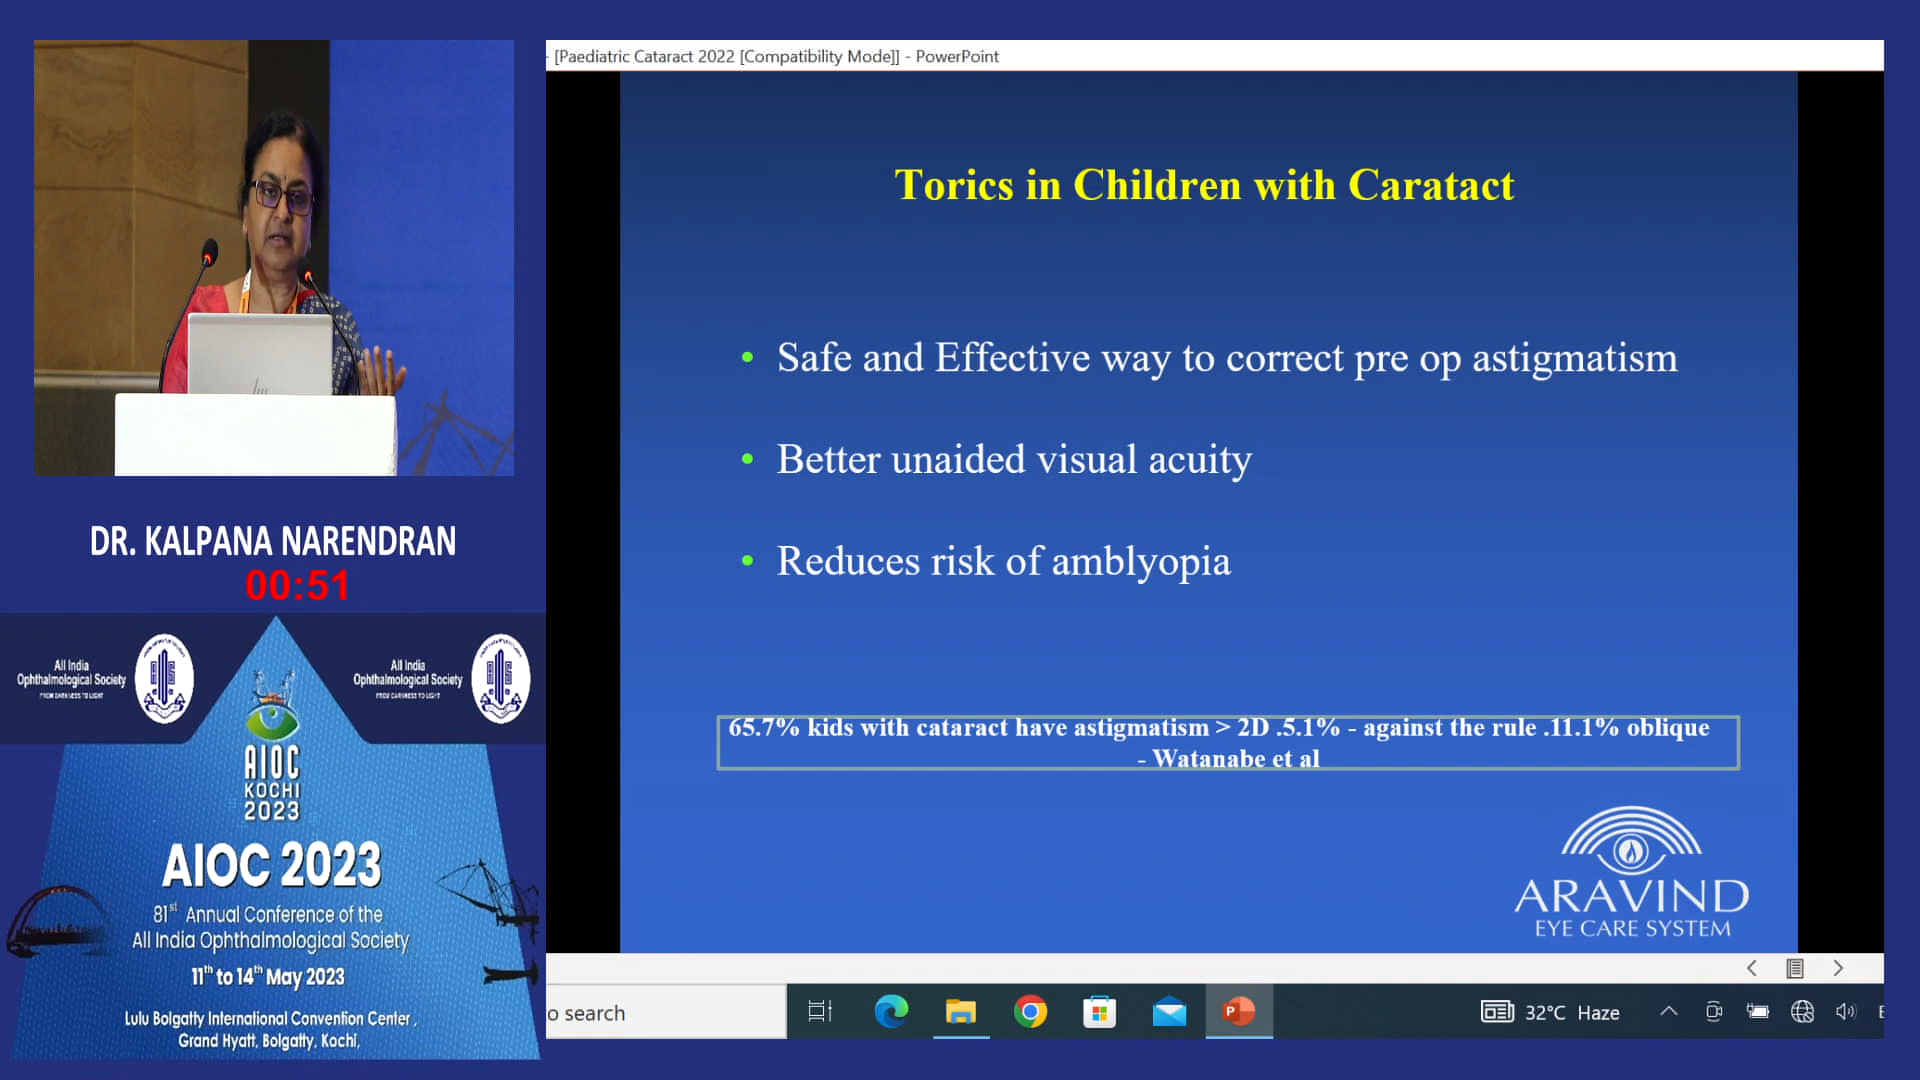 [Paediatric Cataract 2022 [Compatibility Mode]] - PowerPoint
Torics in Children with Caratact
• Safe and Effective way to correct pre op astigmatism
• Better unaided visual acuity
• Reduces risk of amblyopia
65.7% kids with cataract have astigmatism > 2D .5.1% - against the rule .11.1% oblique
- Watanabe et al
ARAVIND
EYE CARE SYSTEM
DR. KALPANA NARENDRAN
00:51
All India
Ophthalmological Society
FROM DARKNESS TO LIGHT
All India
Ophthalmological Society
FROM DARKNESS TO LIGHT
AIOC
KOCHI
2023
AIOC 2023
81st Annual Conference of the
All India Ophthalmological Society
11th to 14th May 2023
Lulu Bolgatty International Convention Center ,
Grand Hyatt, Bolgatty, Kochi,
o search
32°C Haze